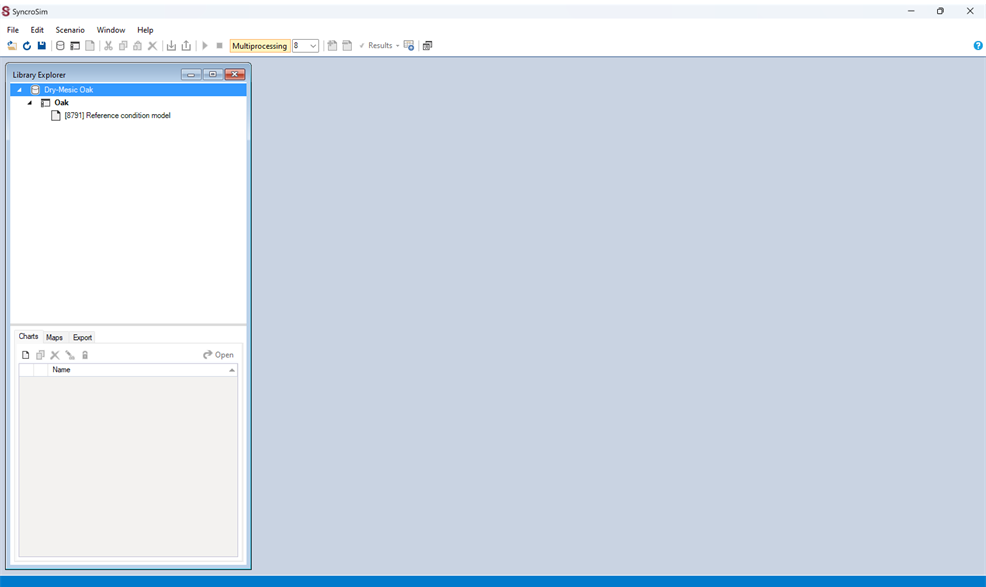 SyncroSim
File Edit Scenario Window Help
Multiprocessing 8 Results
Library Explorer
Dry-Mesic Oak
Oak
[8791] Reference condition model
Charts Maps Export
Open
Name